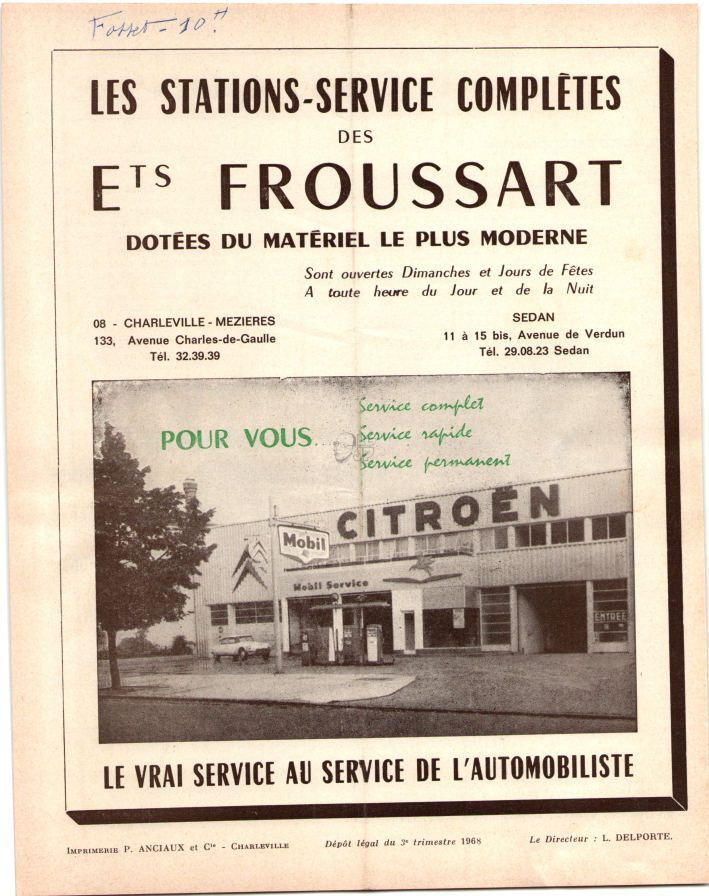 Fosset - 10 H
LES STATIONS-SERVICE COMPLÈTES
DES
ETS FROUSSART
DOTÉES DU MATÉRIEL LE PLUS MODERNE
Sont ouvertes Dimanches et Jours de Fêtes
A toute heure du Jour et de la Nuit
08 - CHARLEVILLE - MEZIERES
133, Avenue Charles-de-Gaulle
Tél. 32.39.39
SEDAN
11 à 15 bis, Avenue de Verdun
Tél. 29.08.23 Sedan
POUR VOUS...
Service complet
Service rapide
Service permanent
CITROËN
Mobil
Mobil Service
ENTREE
LE VRAI SERVICE AU SERVICE DE L'AUTOMOBILISTE
IMPRIMERIE P. ANCIAUX et Cie - CHARLEVILLE
Dépôt légal du 3e trimestre 1968
Le Directeur : L. DELPORTE.